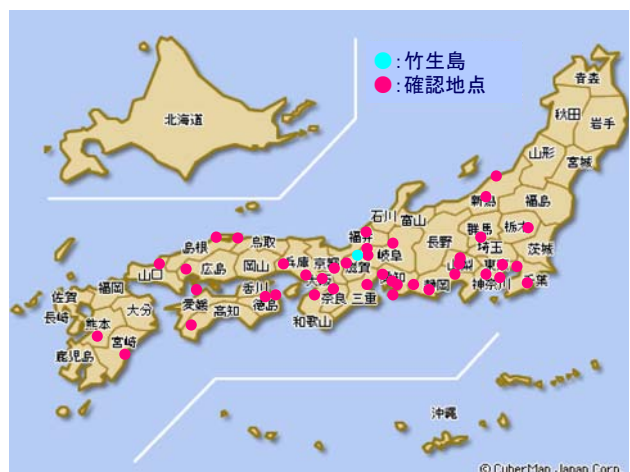 ●:竹生島
●:確認地点
北海道
青森
秋田
岩手
山形
宮城
新潟
福島
石川
富山
福井
群馬
栃木
長野
埼玉
茨城
岐阜
山梨
東京
千葉
神奈川
静岡
愛知
滋賀
三重
京都
兵庫
大阪
奈良
和歌山
鳥取
島根
岡山
広島
山口
香川
徳島
愛媛
高知
福岡
佐賀
長崎
大分
熊本
宮崎
鹿児島
沖縄
© CyberMap Japan Corp.